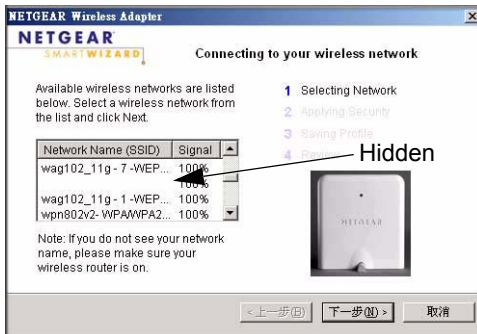 NETGEAR Wireless Adapter
NETGEAR
SMARTWIZARD
Connecting to your wireless network
Available wireless networks are listed
below. Select a wireless network from
the list and click Next.
Network Name (SSID) Signal
wag102_11g - 7 -WEP... 100%
100%
wag102_11g - 1 -WEP... 100%
wpn802v2- WPA/WPA2... 100%
Note: If you do not see your network
name, please make sure your
wireless router is on.
1 Selecting Network
2 Applying Security
3 Saving Profile
4
Hidden
NETGEAR
<上一步(B)
下一步(N) >
取消